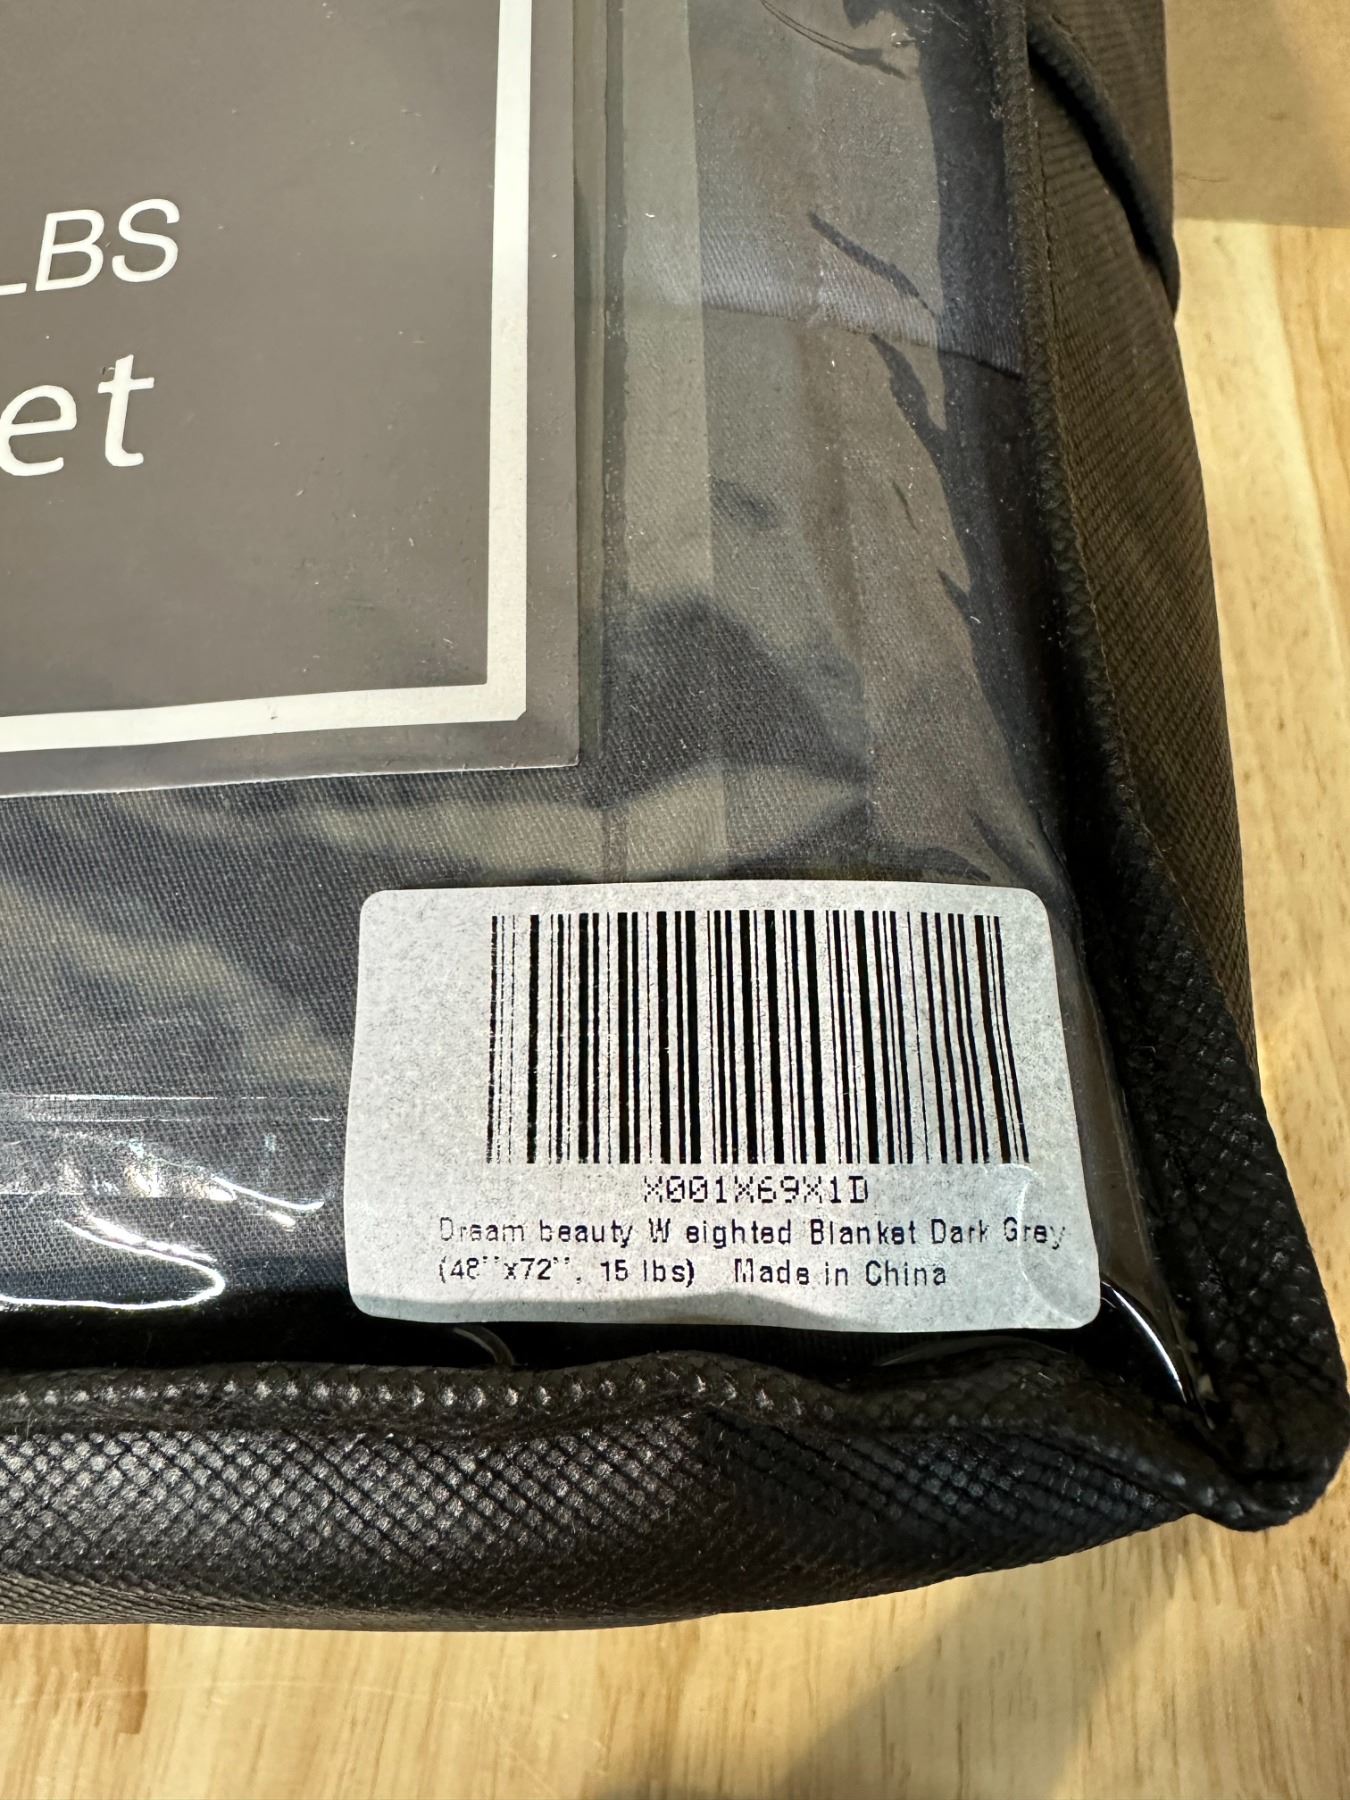 LBS
et
X001X69X1D
Dream beauty W eighted Blanket Dark Grey
(48''x72'', 15 lbs) Made in China